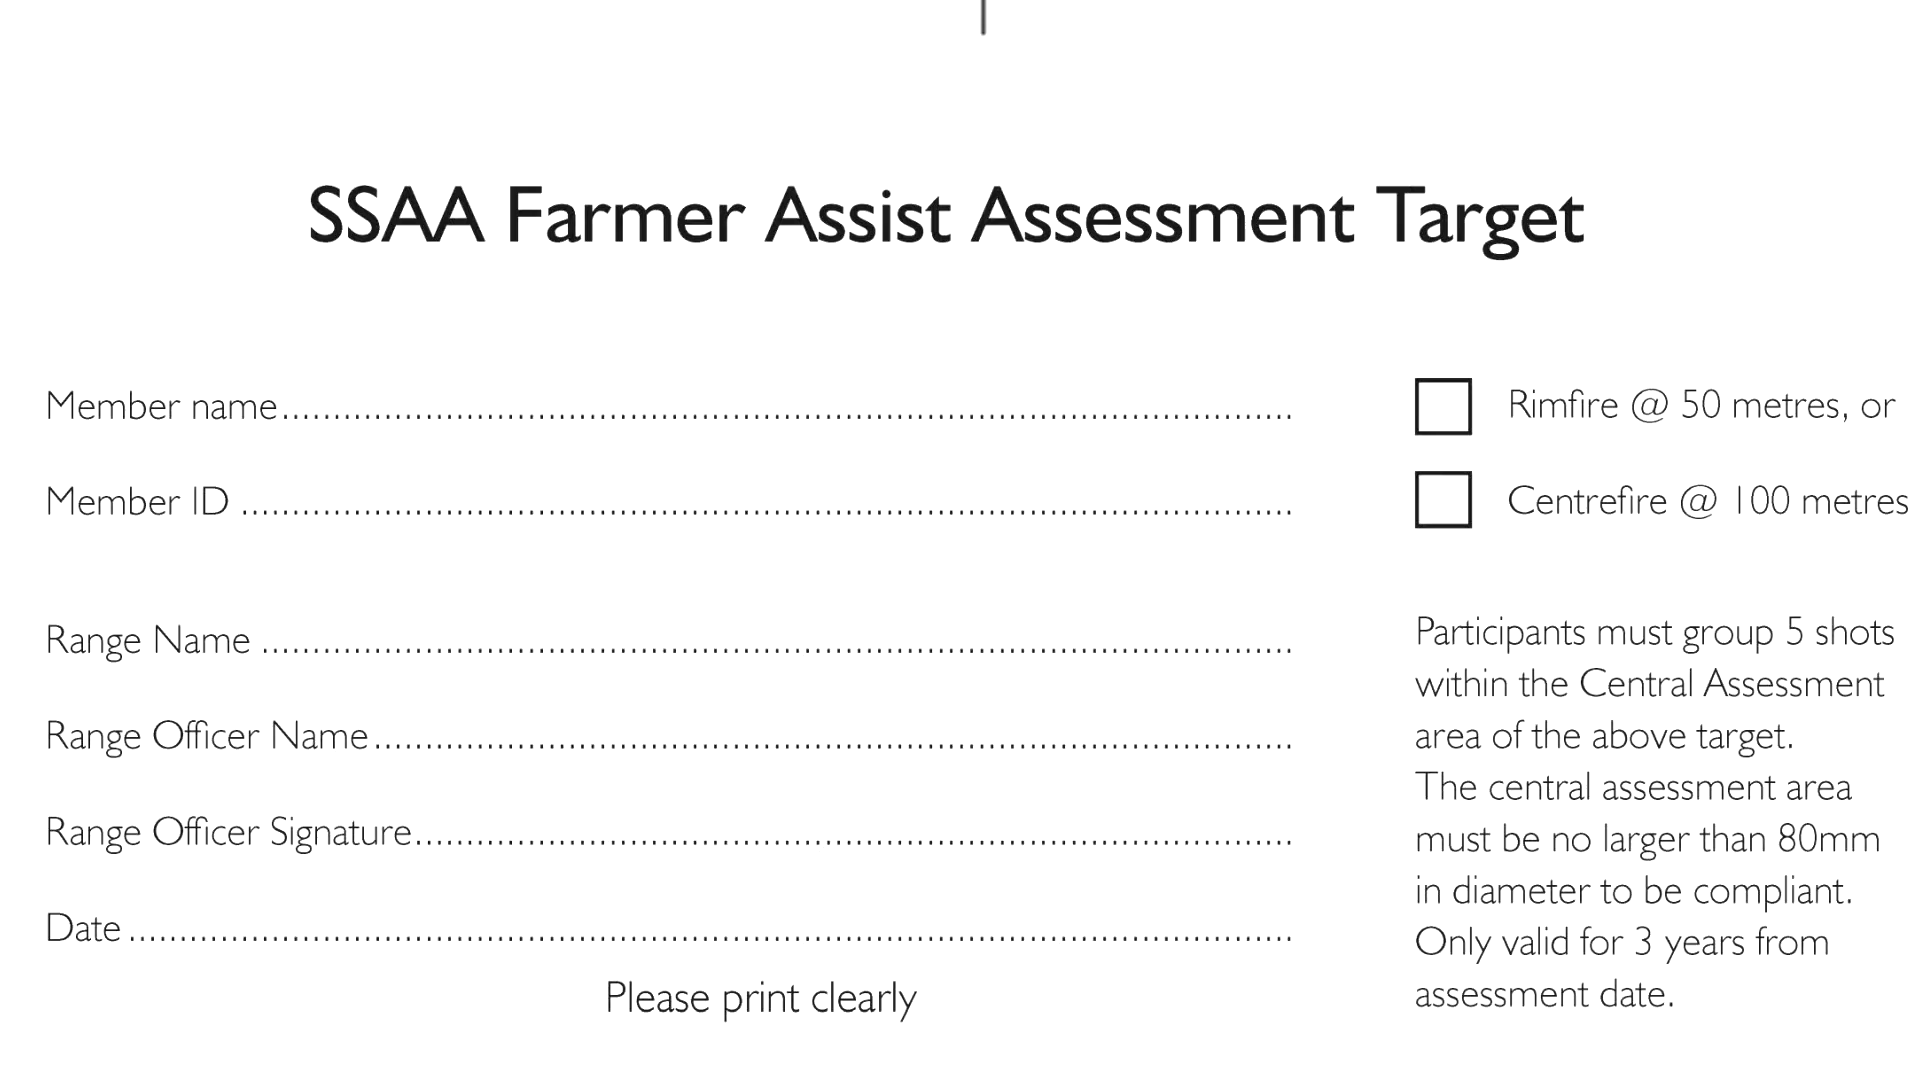 SSAA Farmer Assist Assessment Target
Member name
Rimfire @ 50 metres, or
Member ID
Centrefire @ 100 metres
Range Name
Range Officer Name
Range Officer Signature
Date
Please print clearly
Participants must group 5 shots
within the Central Assessment
area of the above target.
The central assessment area
must be no larger than 80mm
in diameter to be compliant.
Only valid for 3 years from
assessment date.